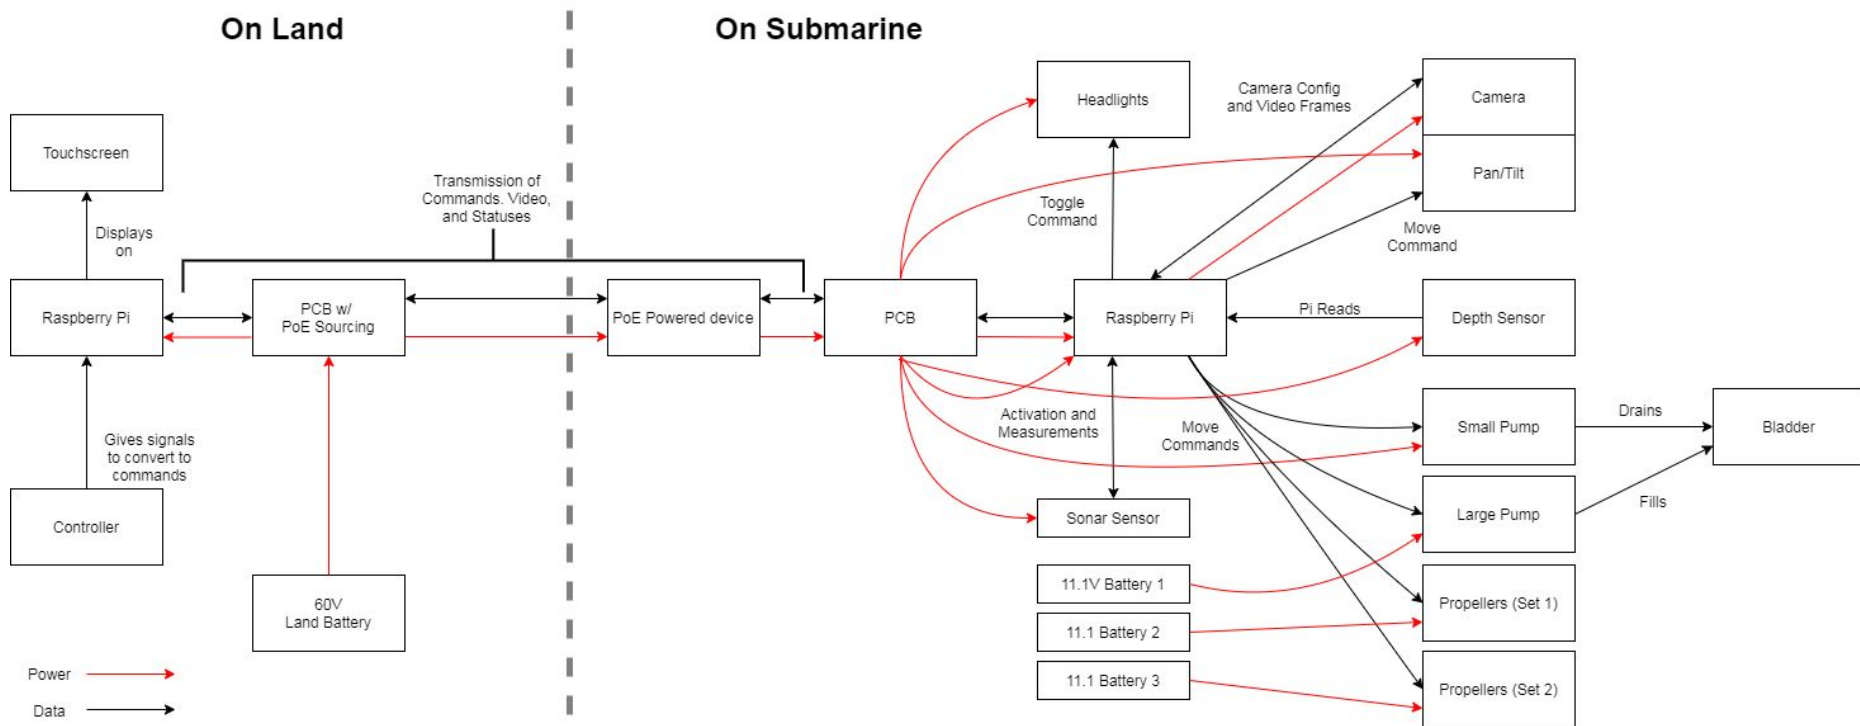 On Land
On Submarine
Touchscreen
Displays
on
Raspberry Pi
Gives signals
to convert to
commands
Controller
PCB w/
PoE Sourcing
60V
Land Battery
Transmission of
Commands. Video,
and Statuses
PoE Powered device
PCB
Headlights
Toggle
Command
Raspberry Pi
Activation and
Measurements
Sonar Sensor
11.1V Battery 1
11.1 Battery 2
11.1 Battery 3
Camera Config
and Video Frames
Camera
Pan/Tilt
Move
Command
Pi Reads
Depth Sensor
Move
Commands
Small Pump
Drains
Bladder
Large Pump
Fills
Propellers (Set 1)
Propellers (Set 2)
Power
Data